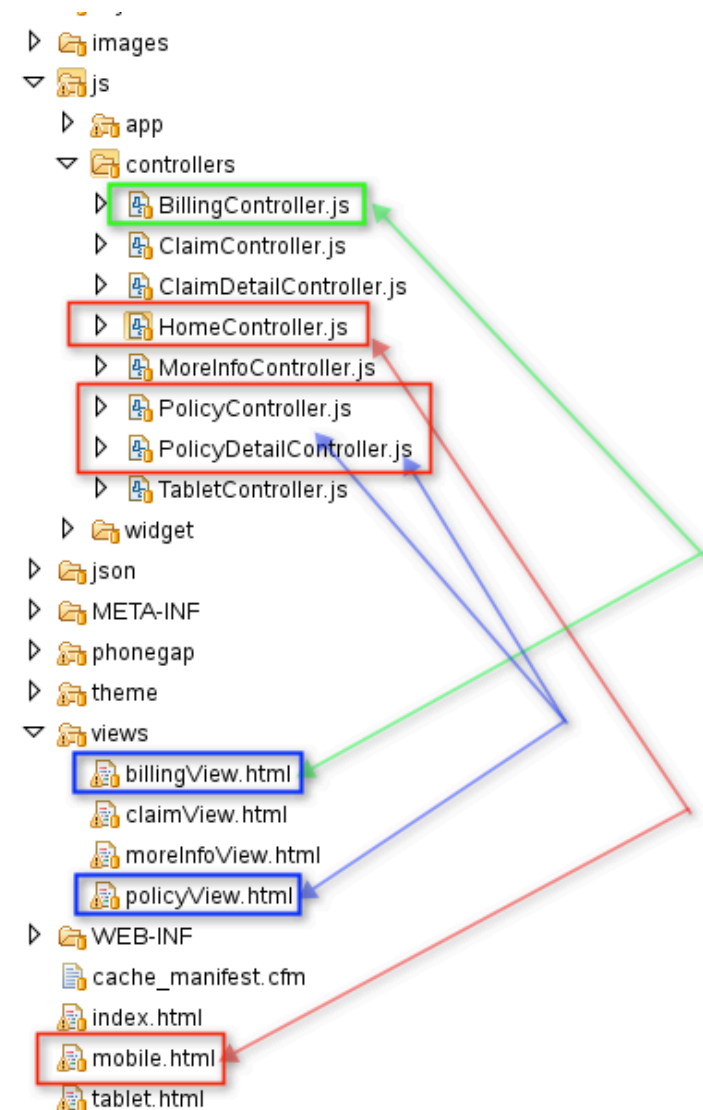 images
js
app
controllers
BillingController.js
ClaimController.js
ClaimDetailController.js
HomeController.js
MoreInfoController.js
PolicyController.js
PolicyDetailController.js
TabletController.js
widget
json
META-INF
phonegap
theme
views
billingView.html
claimView.html
moreInfoView.html
policyView.html
WEB-INF
cache_manifest.cfm
index.html
mobile.html
tablet.html